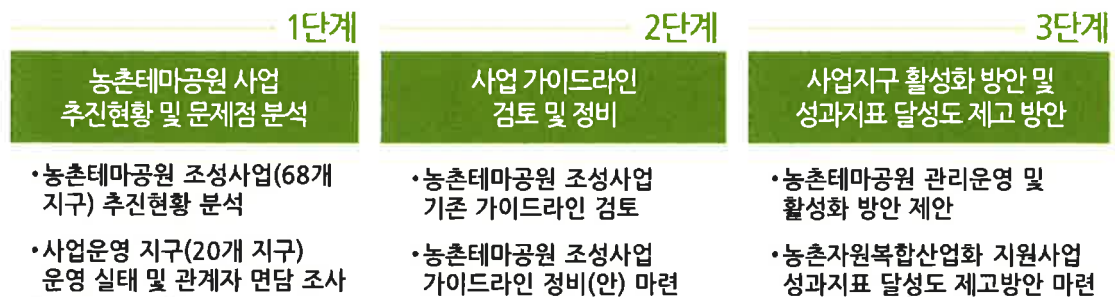 1단계
농촌테마공원 사업
추진현황 및 문제점 분석
•농촌테마공원 조성사업(68개
지구) 추진현황 분석
•사업운영 지구(20개 지구)
운영 실태 및 관계자 면담 조사
2단계
사업 가이드라인
검토 및 정비
•농촌테마공원 조성사업
기존 가이드라인 검토
•농촌테마공원 조성사업
가이드라인 정비(안) 마련
3단계
사업지구 활성화 방안 및
성과지표 달성도 제고 방안
•농촌테마공원 관리운영 및
활성화 방안 제안
•농촌자원복합산업화 지원사업
성과지표 달성도 제고방안 마련